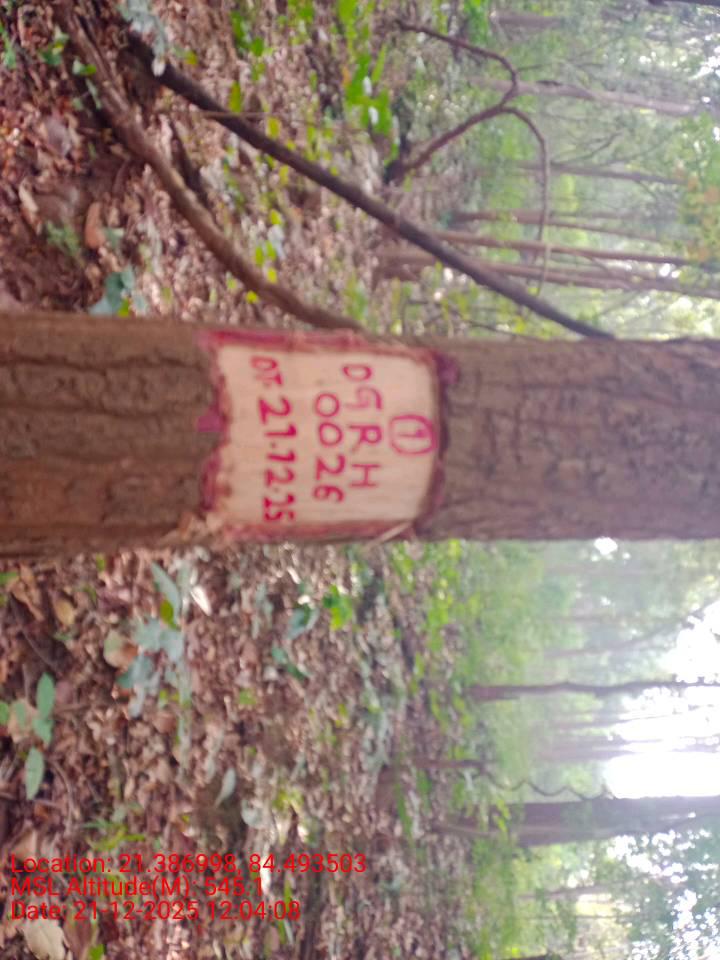 ①
DGRH
0026
DT-21.12.25
Location: 21.386998, 84.493503
MSL Altitude(M): 545.1
Date: 21-12-2025 12:04:08